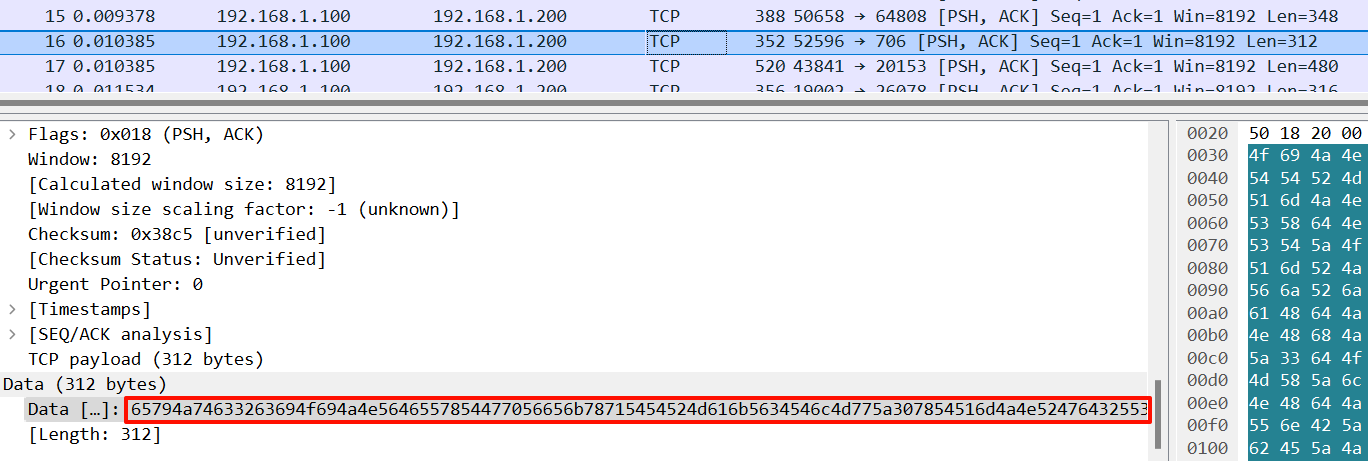 15 0.009378 192.168.1.100 192.168.1.200 TCP 388 50658 → 64808 [PSH, ACK] Seq=1 Ack=1 Win=8192 Len=348
16 0.010385 192.168.1.100 192.168.1.200 TCP 352 52596 → 706 [PSH, ACK] Seq=1 Ack=1 Win=8192 Len=312
17 0.010385 192.168.1.100 192.168.1.200 TCP 520 43841 → 20153 [PSH, ACK] Seq=1 Ack=1 Win=8192 Len=480
18 0.011534 192.168.1.100 192.168.1.200 TCP 356 19002 → 26078 [PSH, ACK] Seq=1 Ack=1 Win=8192 Len=316
Flags: 0x018 (PSH, ACK)
Window: 8192
[Calculated window size: 8192]
[Window size scaling factor: -1 (unknown)]
Checksum: 0x38c5 [unverified]
[Checksum Status: Unverified]
Urgent Pointer: 0
[Timestamps]
[SEQ/ACK analysis]
TCP payload (312 bytes)
Data (312 bytes)
Data […]: 65794a74633263694f694a4e5646557854477056656b78715454524d616b5634546c4d775a307854516d4a4e52476432553
[Length: 312]
0020 50 18 20 00
0030 4f 69 4a 4e
0040 54 54 52 4d
0050 51 6d 4a 4e
0060 53 58 64 4e
0070 53 54 5a 4f
0080 51 6d 52 4a
0090 56 6a 52 6a
00a0 61 48 64 4a
00b0 4e 48 68 4a
00c0 5a 33 64 4f
00d0 4d 58 5a 6c
00e0 4e 48 64 4a
00f0 55 6e 42 5a
0100 62 45 5a 4a